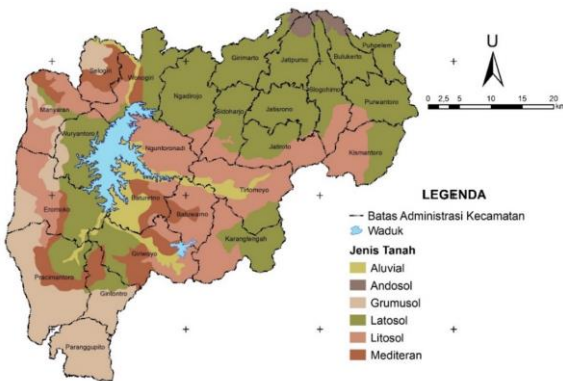 Puhpelem
Girimarto
Jatipurno
Bulukerto
Selogiri
Wonogiri
Slogohimo
Manyaran
Ngadirojo
Purwantoro
Sidoharjo
Jatisrono
Wuryantoro
Jatiroto
Nguntoronadi
Kismantoro
Tirtomoyo
Eromoko
Baturetno
Batuwarno
Karangtengah
Giriwoyo
Pracimantoro
Giritontro
Paranggupito
U
0 2,5 5 10 15 20
km
LEGENDA
Batas Administrasi Kecamatan
Waduk
Jenis Tanah
Aluvial
Andosol
Grumusol
Latosol
Litosol
Mediteran